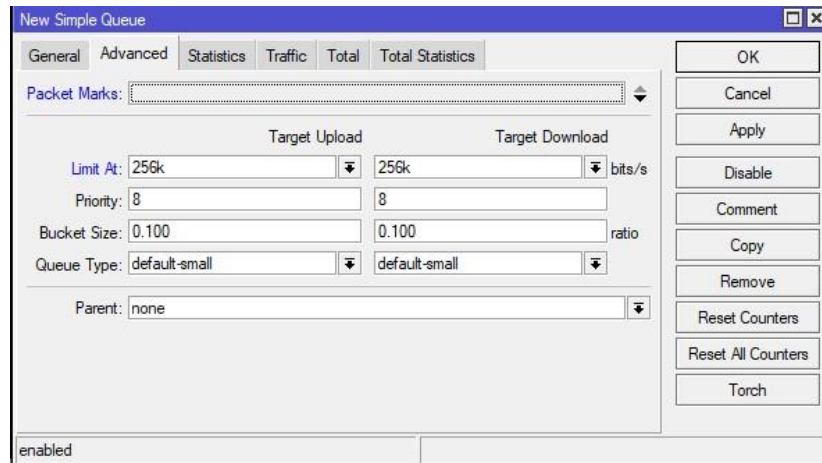 New Simple Queue
General Advanced Statistics Traffic Total Total Statistics
Packet Marks:
Target Upload Target Download
Limit At: 256k 256k bits/s
Priority: 8 8
Bucket Size: 0.100 0.100 ratio
Queue Type: default-small default-small
Parent: none
OK
Cancel
Apply
Disable
Comment
Copy
Remove
Reset Counters
Reset All Counters
Torch
enabled